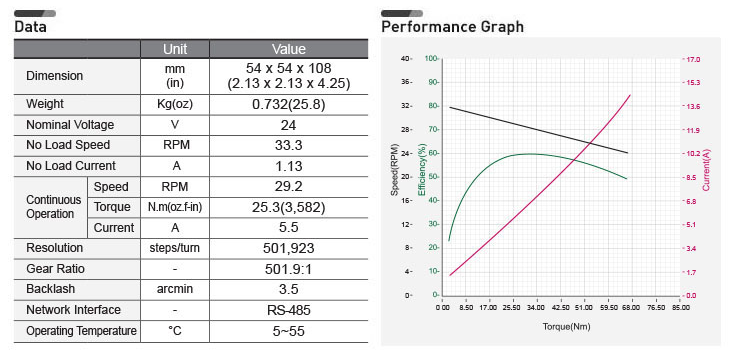 Data
Unit Value
Dimension mm (in) 54 x 54 x 108 (2.13 x 2.13 x 4.25)
Weight Kg(oz) 0.732(25.8)
Nominal Voltage V 24
No Load Speed RPM 33.3
No Load Current A 1.13
Continuous Operation Speed RPM 29.2
Torque N.m(oz.f-in) 25.3(3,582)
Current A 5.5
Resolution steps/turn 501,923
Gear Ratio - 501.9:1
Backlash arcmin 3.5
Network Interface - RS-485
Operating Temperature °C 5~55
Performance Graph
40- 100- -17.0
36- 90- -15.3
32- 80- -13.6
28- 70- -11.9
24- 60- -10.2
20- 50- -8.5
16- 40- -6.8
12- 30- -5.1
8- 20- -3.4
4- 10- -1.7
0- 0- -0.0
Speed(RPM)
Efficiency(%)
Current(A)
0 00 8.50 17.00 25.50 34.00 42.50 51.00 59.50 68.00 76.50 85.00
Torque(Nm)